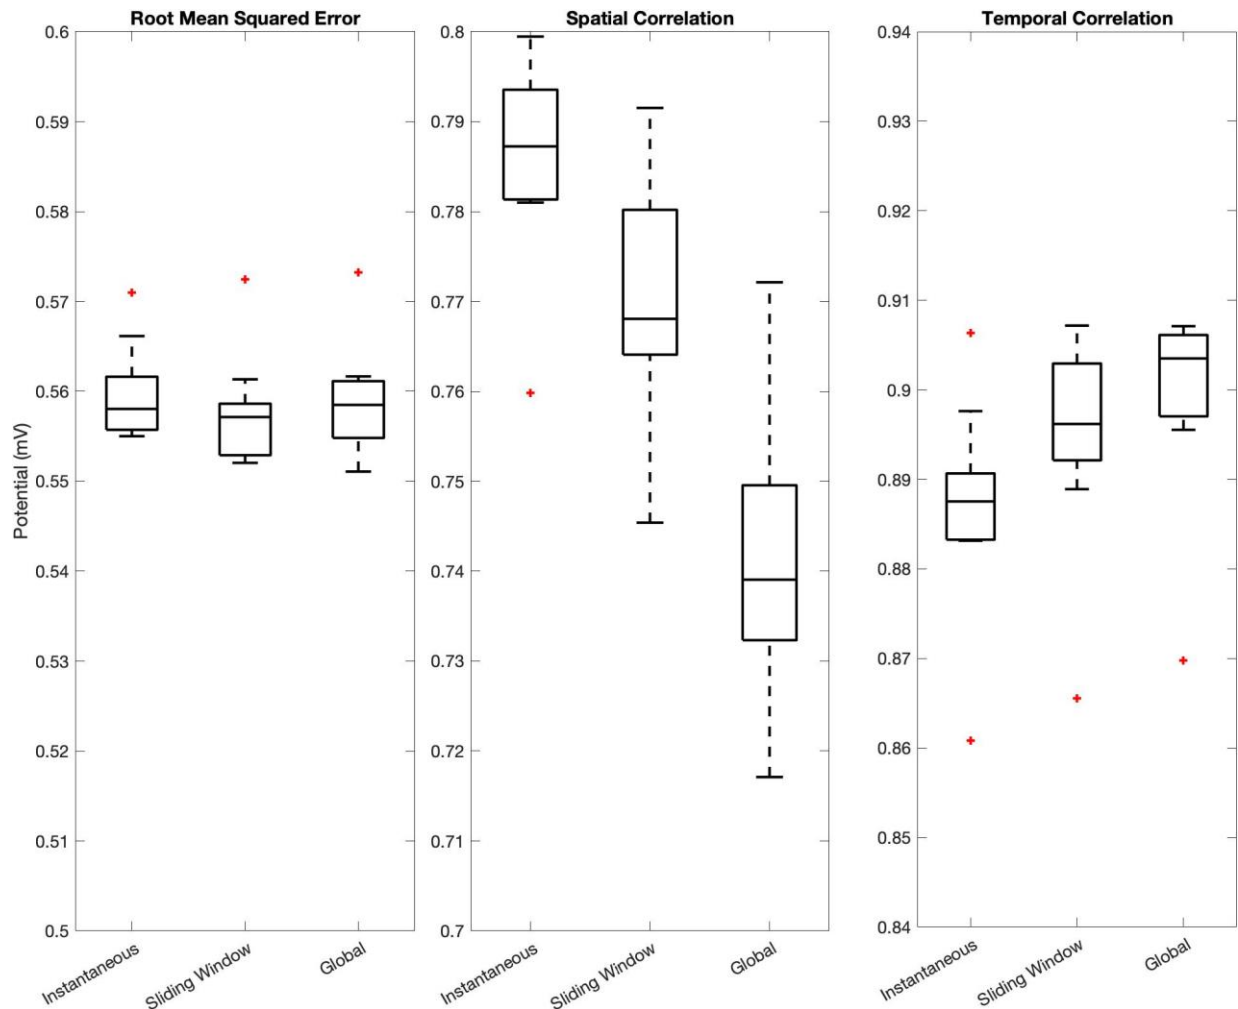 Root Mean Squared Error
Spatial Correlation
Temporal Correlation
Potential (mV)
0.6
0.59
0.58
0.57
0.56
0.55
0.54
0.53
0.52
0.51
0.5
Instantaneous
Sliding Window
Global
0.8
0.79
0.78
0.77
0.76
0.75
0.74
0.73
0.72
0.71
0.7
Instantaneous
Sliding Window
Global
0.94
0.93
0.92
0.91
0.9
0.89
0.88
0.87
0.86
0.85
0.84
Instantaneous
Sliding Window
Global